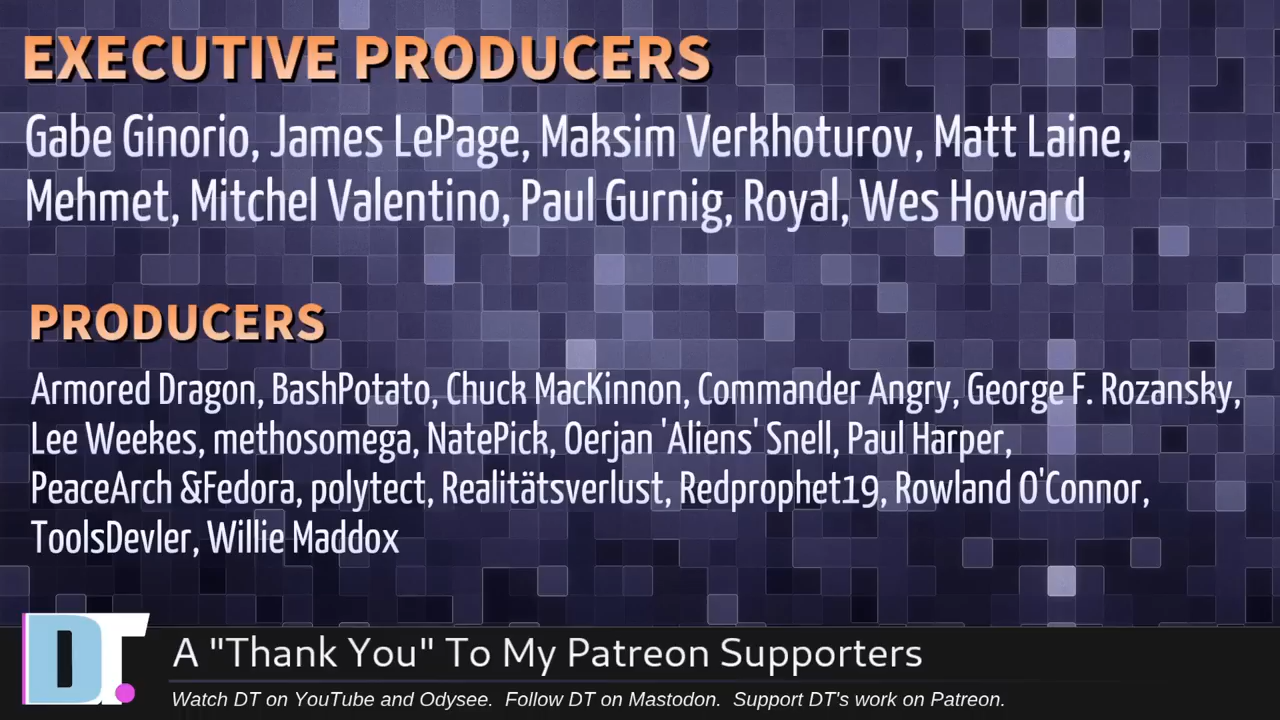 EXECUTIVE PRODUCERS
Gabe Ginorio, James LePage, Maksim Verkhoturov, Matt Laine,
Mehmet, Mitchel Valentino, Paul Gurnig, Royal, Wes Howard
PRODUCERS
Armored Dragon, BashPotato, Chuck MacKinnon, Commander Angry, George F. Rozansky,
Lee Weekes, methosomega, NatePick, Oerjan 'Aliens' Snell, Paul Harper,
PeaceArch &Fedora, polytect, Realitätsverlust, Redprophet19, Rowland O'Connor,
ToolsDevler, Willie Maddox
DT.
A "Thank You" To My Patreon Supporters
Watch DT on YouTube and Odysee. Follow DT on Mastodon. Support DT's work on Patreon.